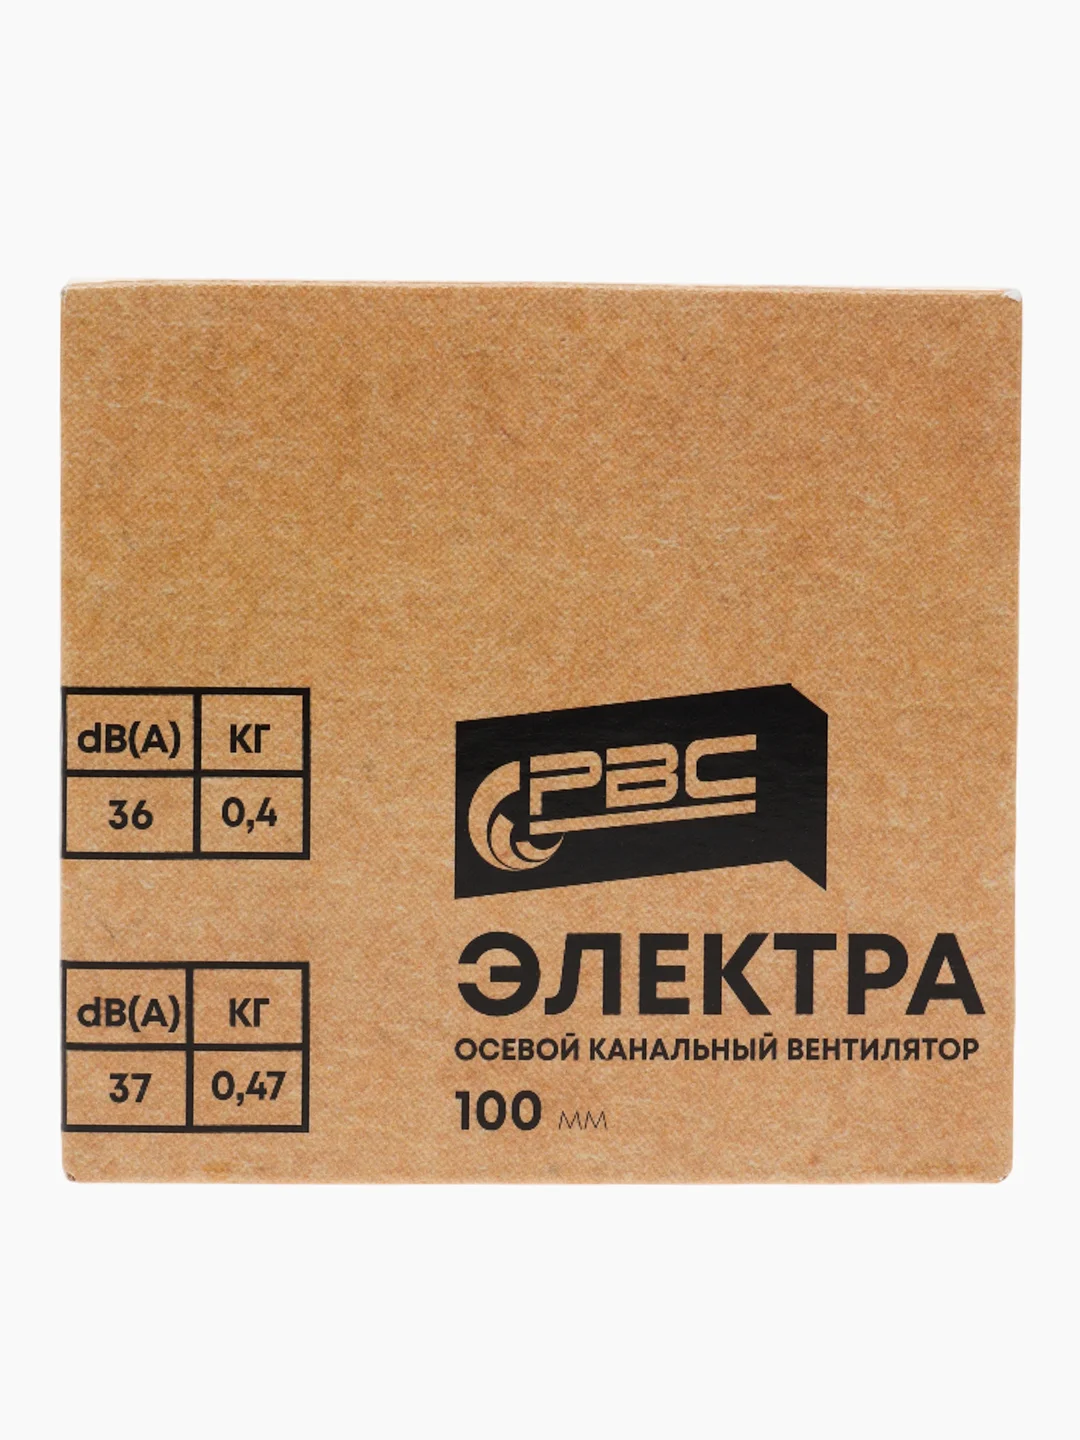 dB(A) КГ
36 0,4
dB(A) КГ
37 0,47
РВС
ЭЛЕКТРА
ОСЕВОЙ КАНАЛЬНЫЙ ВЕНТИЛЯТОР
100 мм